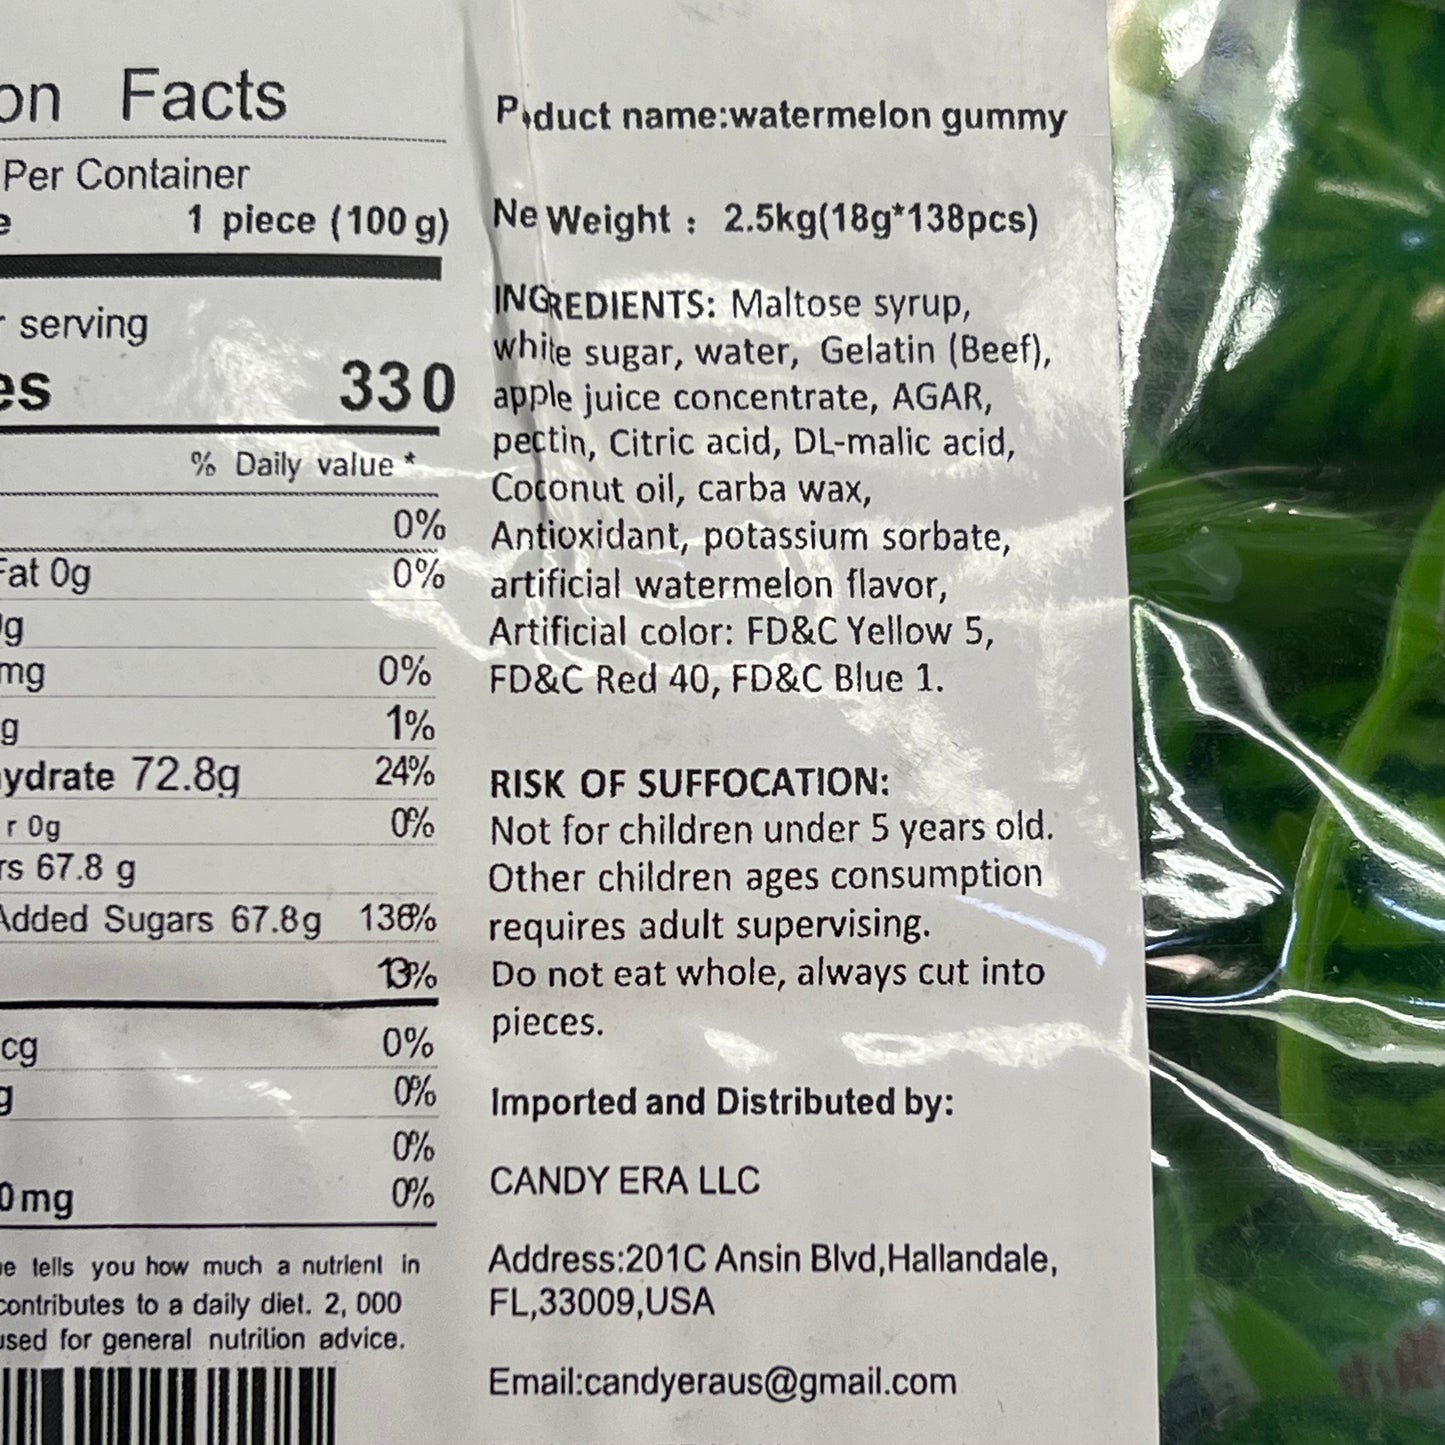 on Facts
Per Container
e 1 piece (100 g)
r serving
es 330
% Daily value *
0%
Fat 0g 0%
g
mg 0%
g 1%
ydrate 72.8g 24%
r 0g 0%
rs 67.8 g
Added Sugars 67.8g 136%
13%
cg 0%
g 0%
0%
0 mg 0%
e tells you how much a nutrient in
contributes to a daily diet. 2, 000
used for general nutrition advice.
Product name:watermelon gummy
Net Weight : 2.5kg(18g*138pcs)
INGREDIENTS: Maltose syrup,
white sugar, water, Gelatin (Beef),
apple juice concentrate, AGAR,
pectin, Citric acid, DL-malic acid,
Coconut oil, carba wax,
Antioxidant, potassium sorbate,
artificial watermelon flavor,
Artificial color: FD&C Yellow 5,
FD&C Red 40, FD&C Blue 1.
RISK OF SUFFOCATION:
Not for children under 5 years old.
Other children ages consumption
requires adult supervising.
Do not eat whole, always cut into
pieces.
Imported and Distributed by:
CANDY ERA LLC
Address:201C Ansin Blvd,Hallandale,
FL,33009,USA
Email:candyeraus@gmail.com